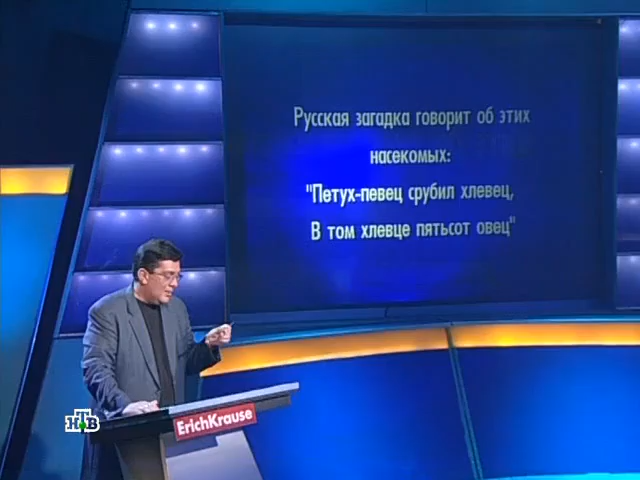 Русская загадка говорит об этих
насекомых:
"Петух-певец срубил хлевец,
В том хлевце пятьсот овец"
ErichKrause
НТВ